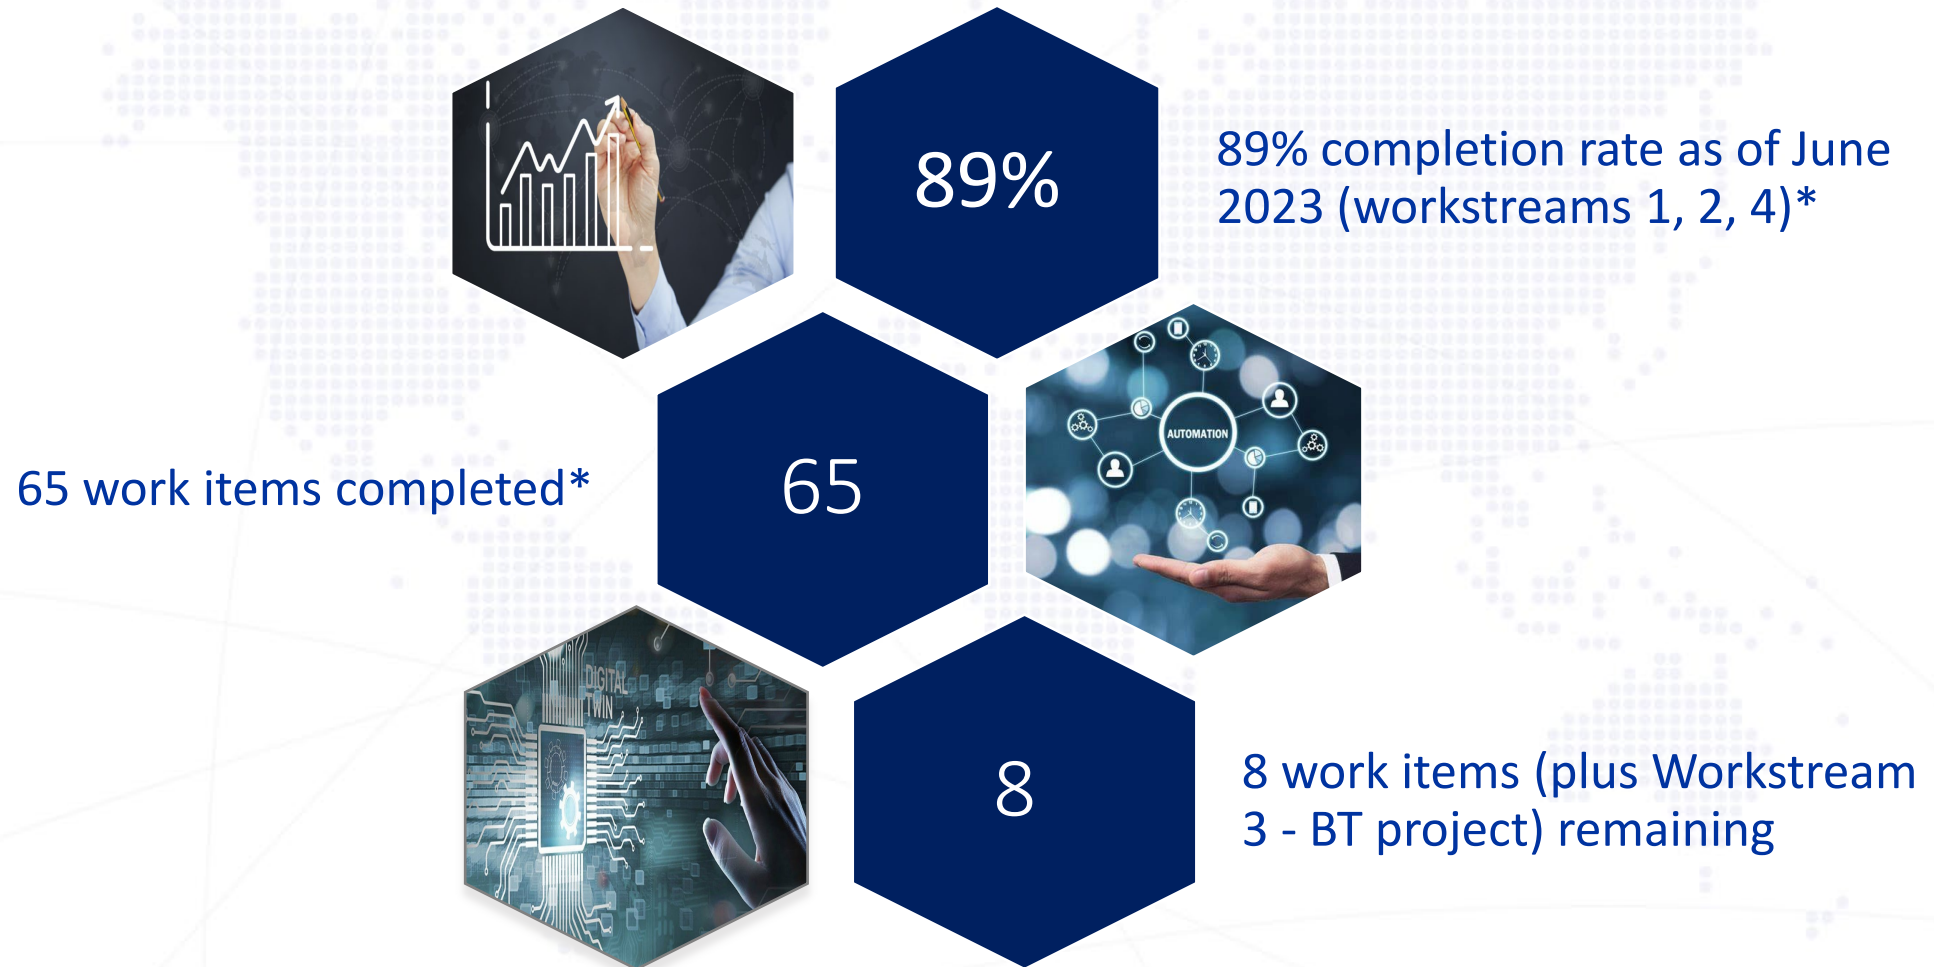 89%
89% completion rate as of June
2023 (workstreams 1, 2, 4)*
65 work items completed*
65
AUTOMATION
DIGITAL
TWIN
8
8 work items (plus Workstream
3 - BT project) remaining